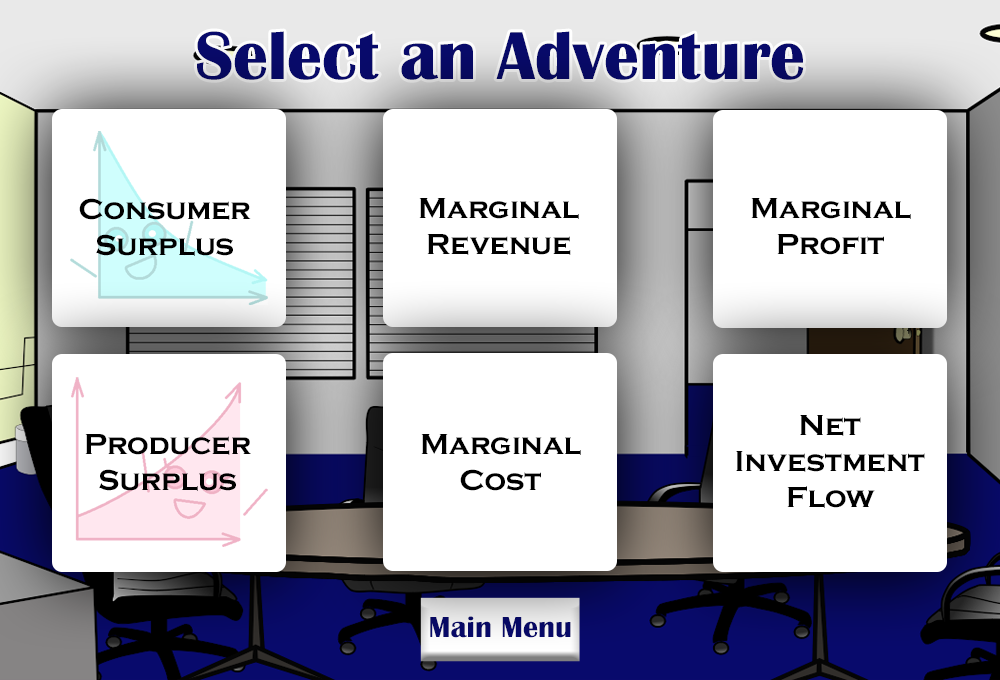 Select an Adventure
Consumer
Surplus
Marginal
Revenue
Marginal
Profit
Producer
Surplus
Marginal
Cost
Net
Investment
Flow
Main Menu